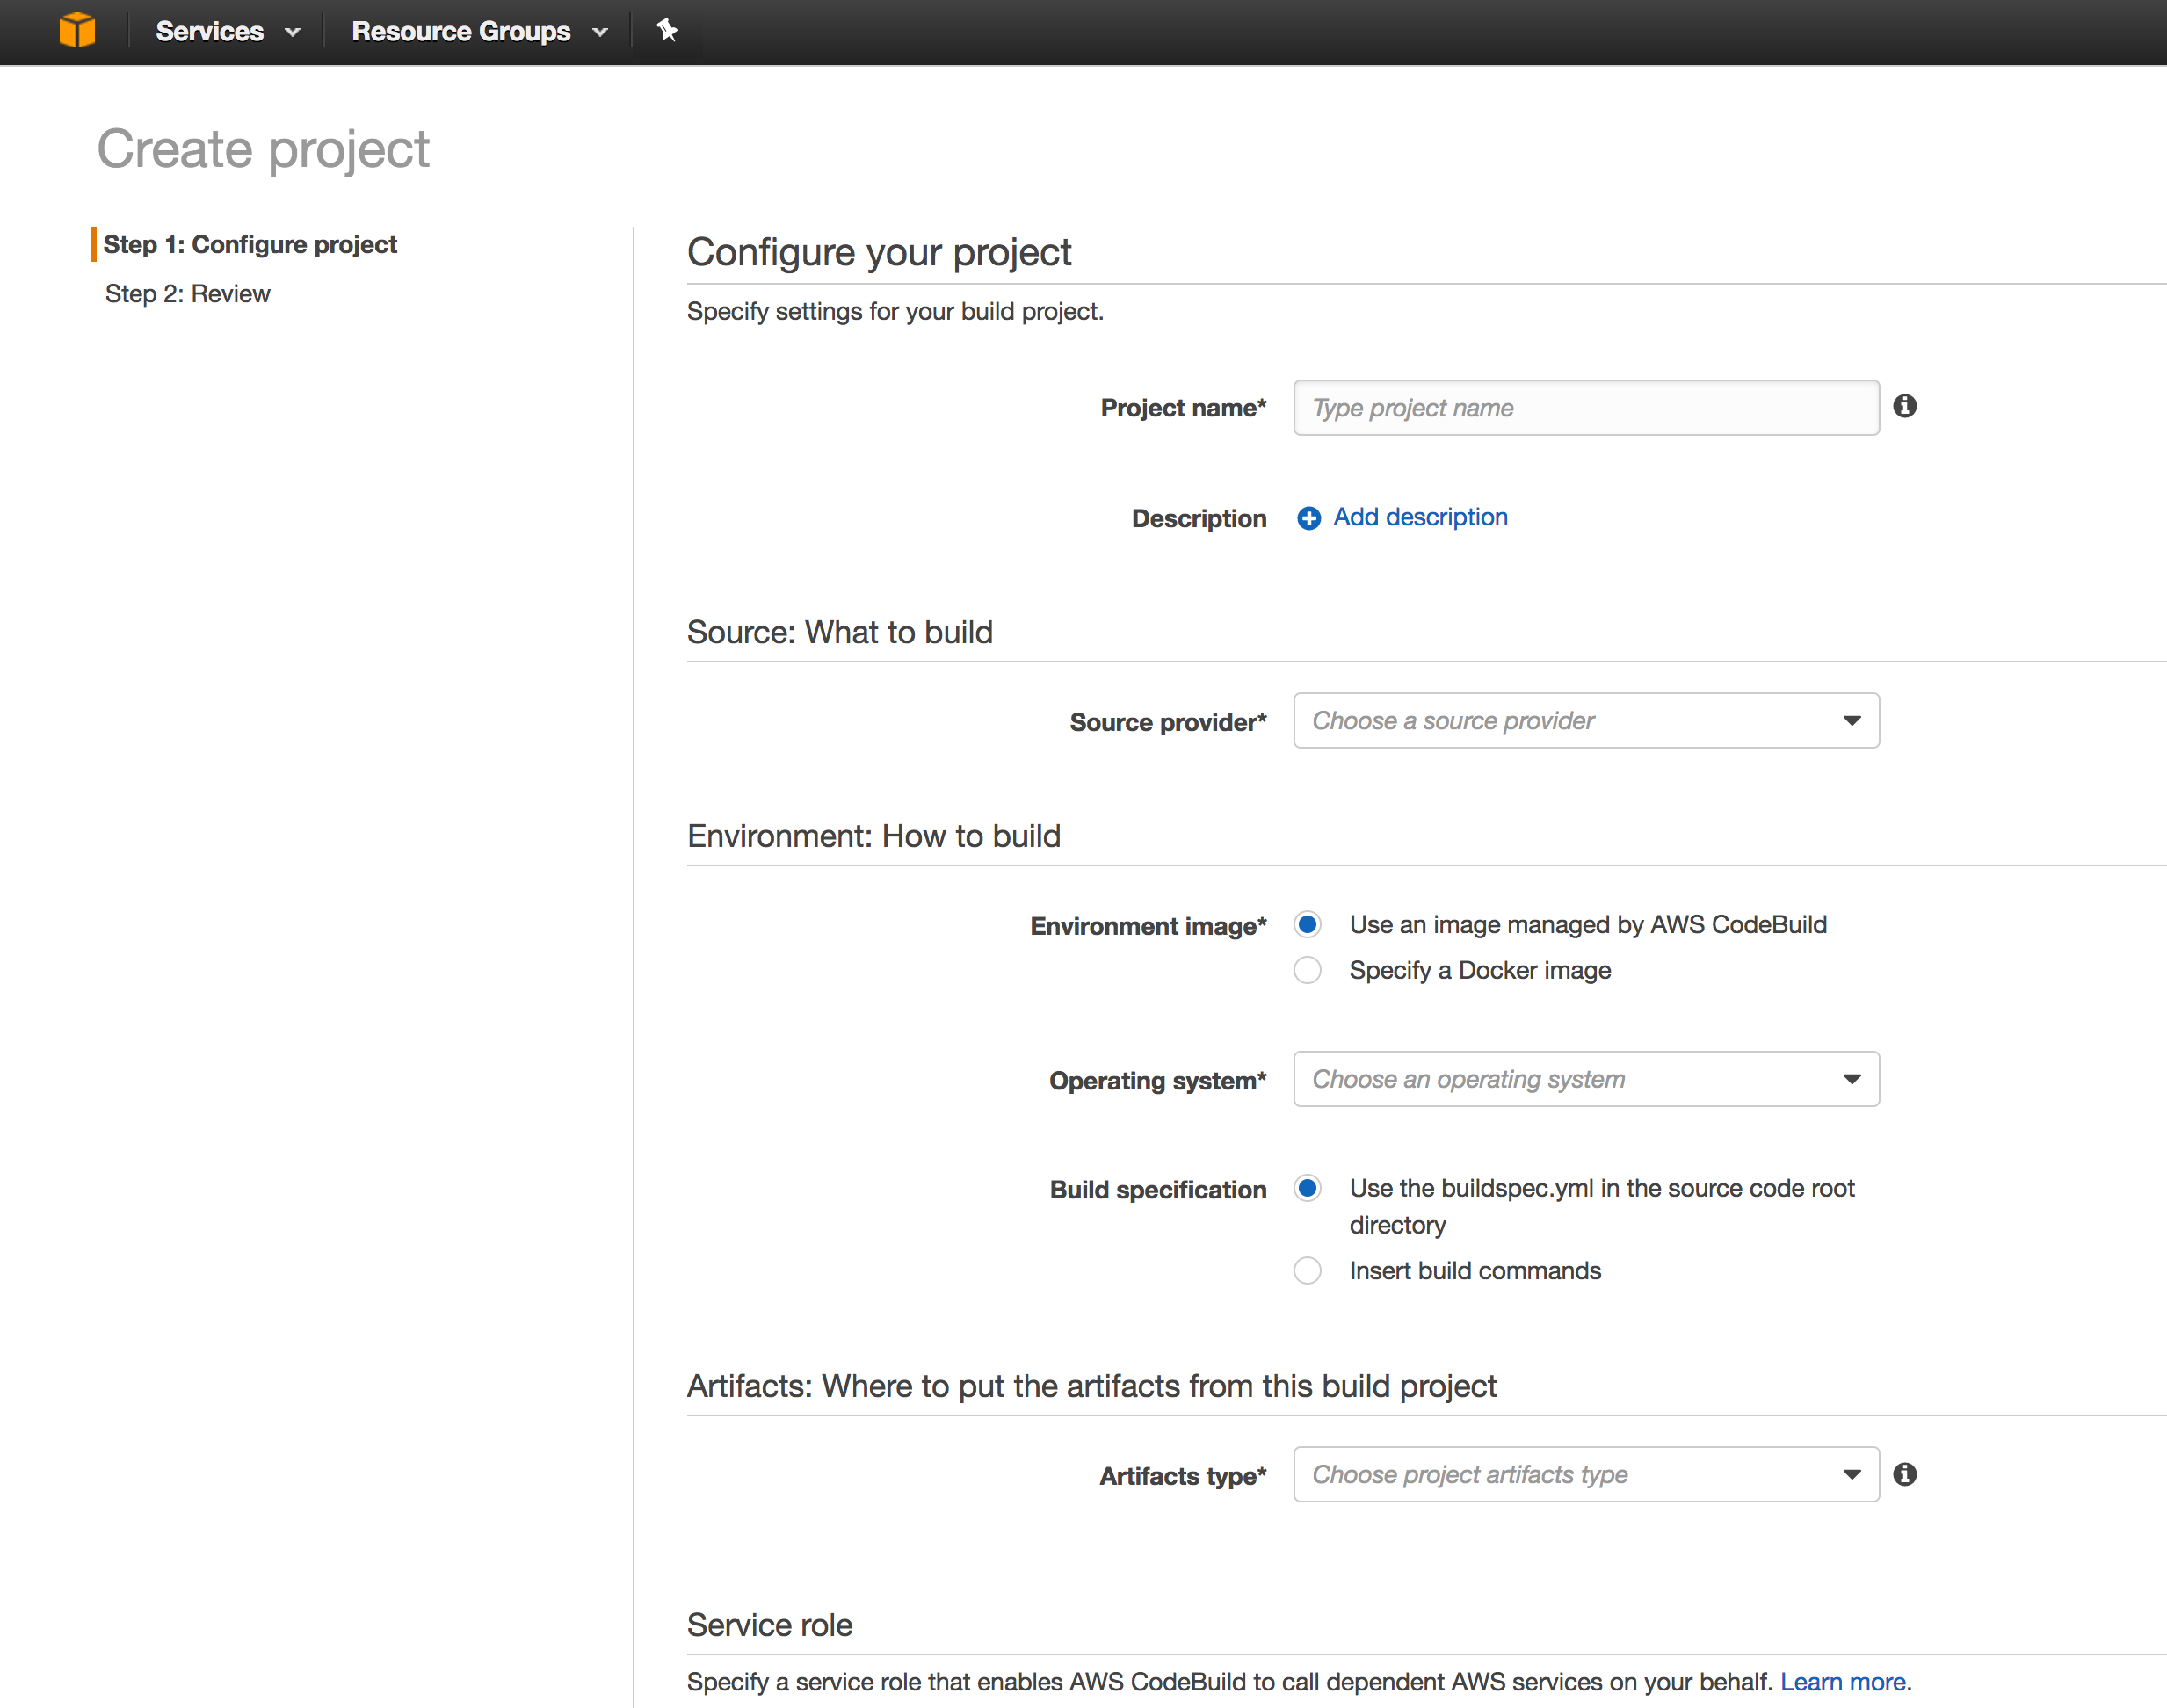 Services
Resource Groups
Create project
Step 1: Configure project
Step 2: Review
Configure your project
Specify settings for your build project.
Project name*
Type project name
Description
Add description
Source: What to build
Source provider*
Choose a source provider
Environment: How to build
Environment image*
Use an image managed by AWS CodeBuild
Specify a Docker image
Operating system*
Choose an operating system
Build specification
Use the buildspec.yml in the source code root
directory
Insert build commands
Artifacts: Where to put the artifacts from this build project
Artifacts type*
Choose project artifacts type
Service role
Specify a service role that enables AWS CodeBuild to call dependent AWS services on your behalf. Learn more.